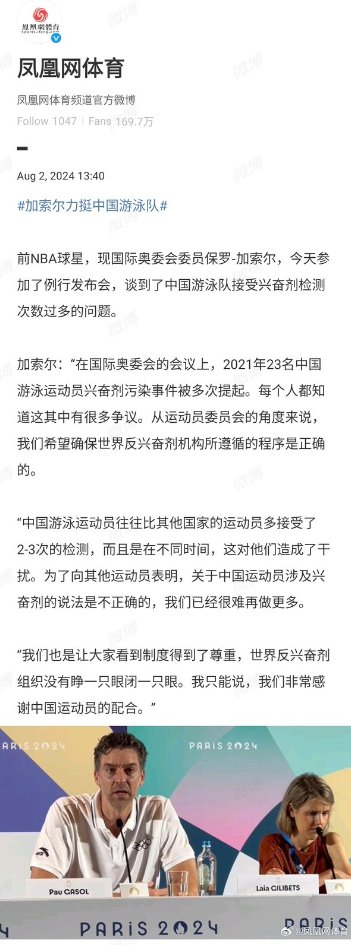 鳳凰網體育
凤凰网体育
凤凰网体育频道官方微博
Follow 1047 Fans 169.7万
Aug 2, 2024 13:40
#加索尔力挺中国游泳队#
前NBA球星，现国际奥委会委员保罗-加索尔，今天参
加了例行发布会，谈到了中国游泳队接受兴奋剂检测
次数过多的问题。
加索尔：“在国际奥委会的会议上，2021年23名中国
游泳运动员兴奋剂污染事件被多次提起。每个人都知
道这其中有很多争议。从运动员委员会的角度来说，
我们希望确保世界反兴奋剂机构所遵循的程序是正确
的。
“中国游泳运动员往往比其他国家的运动员多接受了
2-3次的检测，而且是在不同时间，这对他们造成了干
扰。为了向其他运动员表明，关于中国运动员涉及兴
奋剂的说法是不正确的，我们已经很难再做更多。
“我们也是让大家看到制度得到了尊重，世界反兴奋剂
组织没有睁一只眼闭一只眼。我只能说，我们非常感
谢中国运动员的配合。”
PARIS 2024
PARIS 2024
Pau GASOL
Laia GILIBETS
PARIS 2024
PARIS
@凤凰网体育